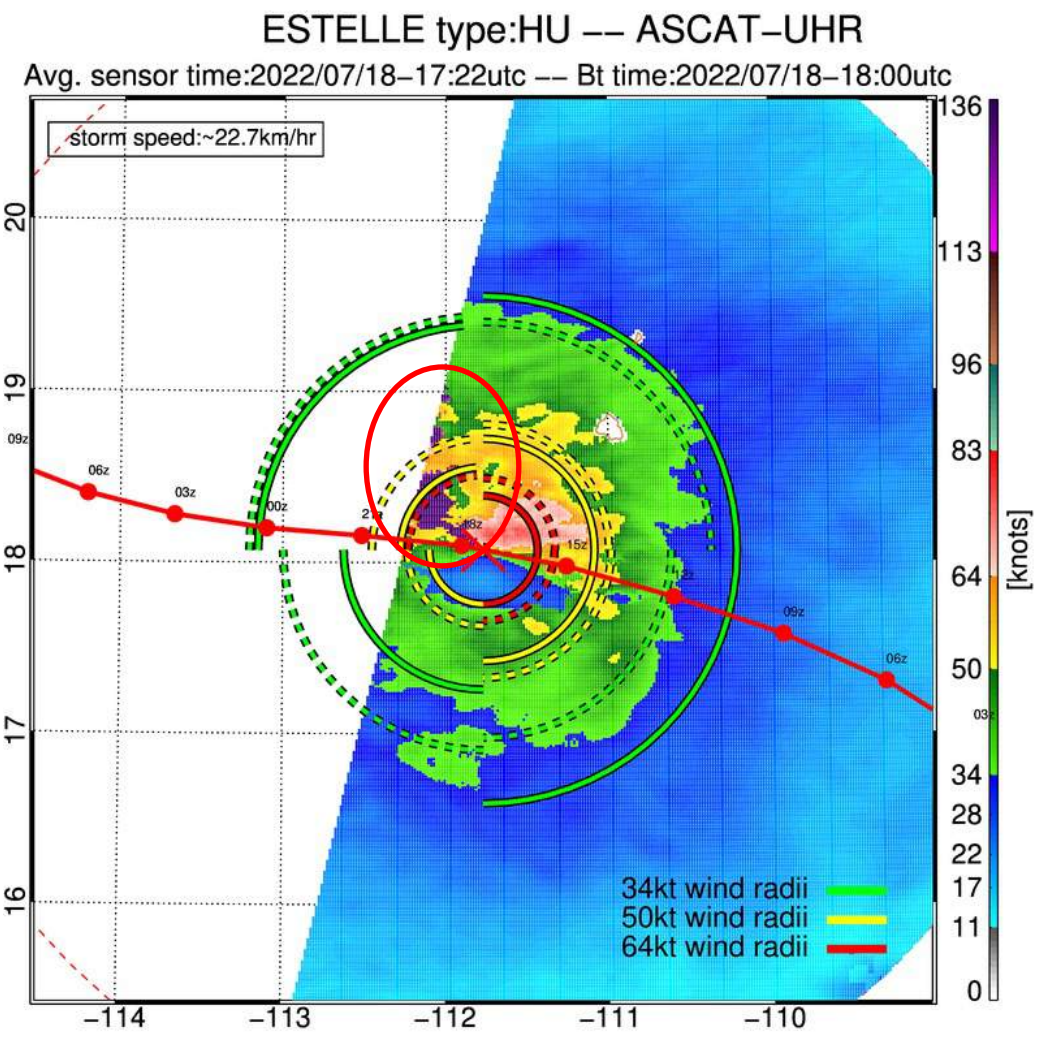 ESTELLE type:HU −− ASCAT−UHR
Avg. sensor time:2022/07/18−17:22utc −− Bt time:2022/07/18−18:00utc
storm speed:~22.7km/hr
136
113
96
83
64
50
34
28
22
17
11
0
[knots]
20
19
18
17
16
09z
06z
03z
00z
18z
15z
09z
06z
03z
34kt wind radii
50kt wind radii
64kt wind radii
−114
−113
−112
−111
−110